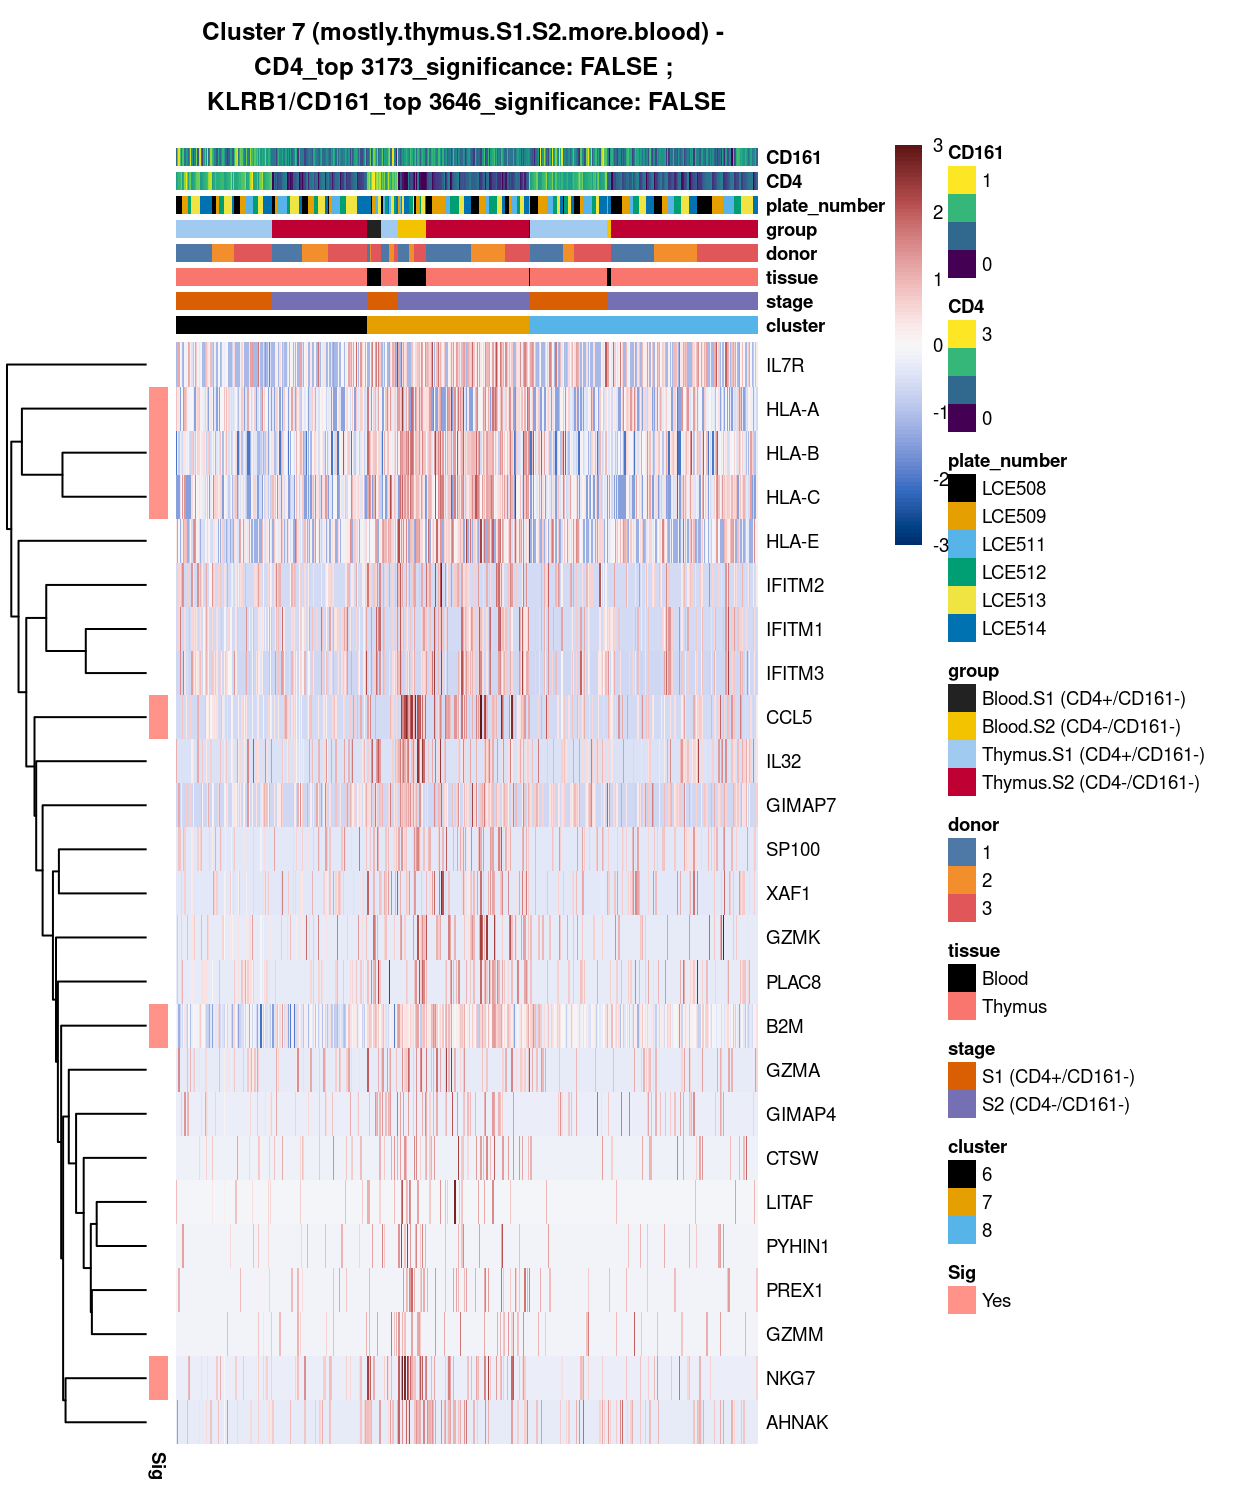 Cluster 7 (mostly.thymus.S1.S2.more.blood) -
CD4_top 3173_significance: FALSE ;
KLRB1/CD161_top 3646_significance: FALSE
CD161
CD4
plate_number
group
donor
tissue
stage
cluster
IL7R
HLA-A
HLA-B
HLA-C
HLA-E
IFITM2
IFITM1
IFITM3
CCL5
IL32
GIMAP7
SP100
XAF1
GZMK
PLAC8
B2M
GZMA
GIMAP4
CTSW
LITAF
PYHIN1
PREX1
GZMM
NKG7
AHNAK
Sig
3
2
1
0
-1
-2
-3
CD161
1
0
CD4
3
0
plate_number
LCE508
LCE509
LCE511
LCE512
LCE513
LCE514
group
Blood.S1 (CD4+/CD161-)
Blood.S2 (CD4-/CD161-)
Thymus.S1 (CD4+/CD161-)
Thymus.S2 (CD4-/CD161-)
donor
1
2
3
tissue
Blood
Thymus
stage
S1 (CD4+/CD161-)
S2 (CD4-/CD161-)
cluster
6
7
8
Sig
Yes